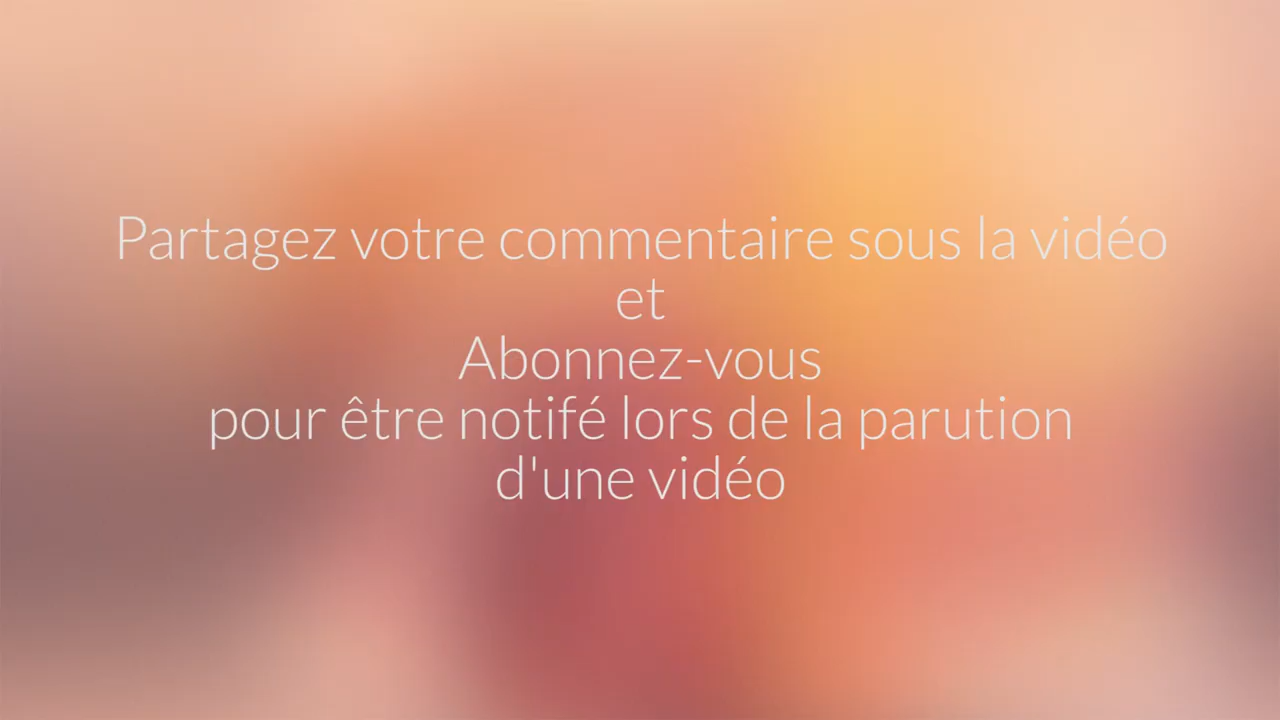 Partagez votre commentaire sous la vidéo
et
Abonnez-vous
pour être notifé lors de la parution
d'une vidéo